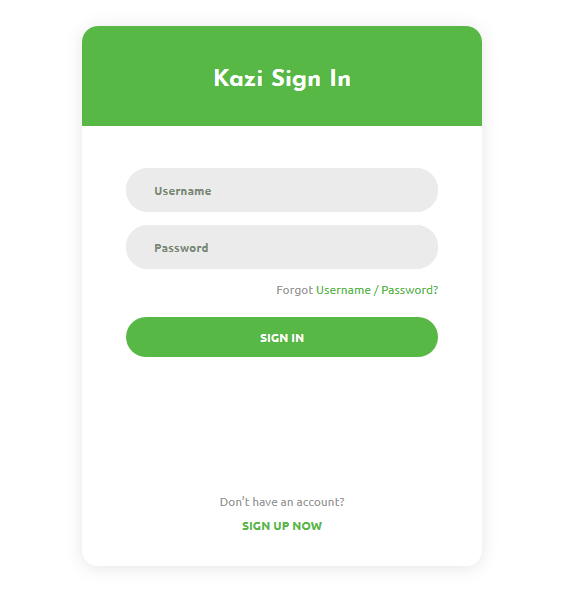 Kazi Sign In
Username
Password
Forgot Username / Password?
SIGN IN
Don't have an account?
SIGN UP NOW